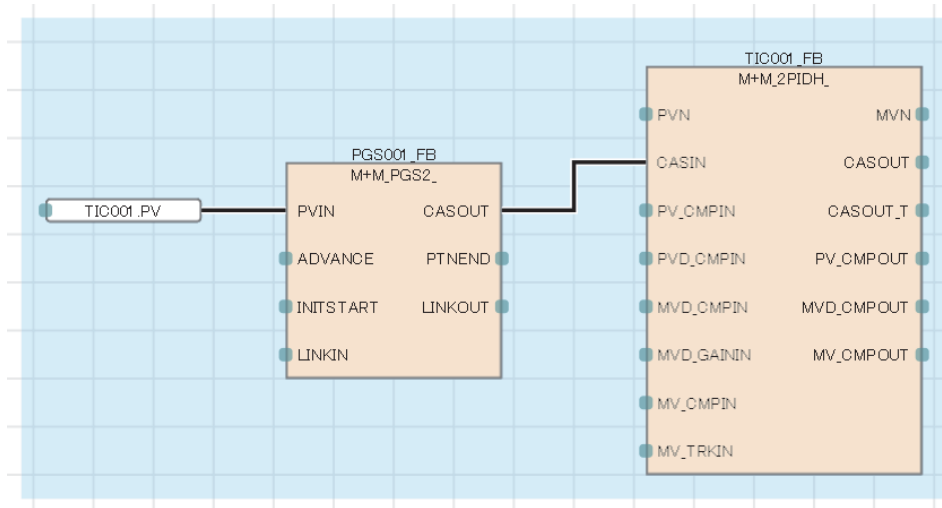 TIC001_FB
M+M_2PIDH_
PVN
MVN
CASIN
CASOUT
PV_CMPIN
CASOUT_T
PVD_CMPIN
PV_CMPOUT
MVD_CMPIN
MVD_CMPOUT
MVD_GAININ
MV_CMPOUT
MV_CMPIN
MV_TRKIN
PGS001_FB
M+M_PGS2_
PVIN
CASOUT
ADVANCE
PTNEND
INITSTART
LINKOUT
LINKIN
TIC001.PV